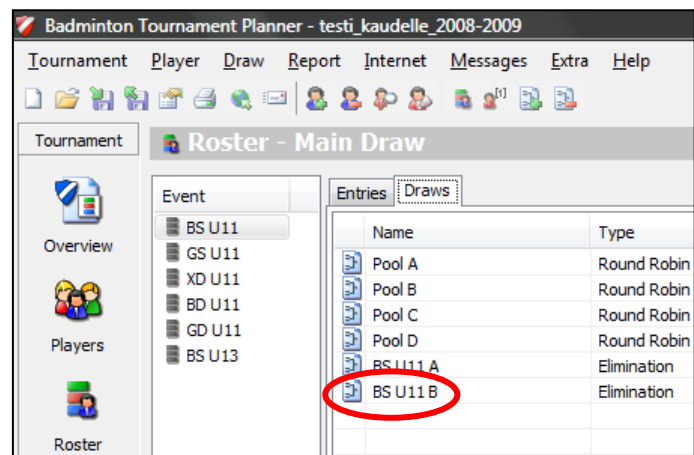 Badminton Tournament Planner - testi_kaudelle_2008-2009
Tournament Player Draw Report Internet Messages Extra Help
[1]
Tournament
Roster - Main Draw
Overview
Players
Roster
Event
BS U11
GS U11
XD U11
BD U11
GD U11
BS U13
Entries Draws
Name Type
Pool A Round Robin
Pool B Round Robin
Pool C Round Robin
Pool D Round Robin
BS U11 A Elimination
BS U11 B Elimination